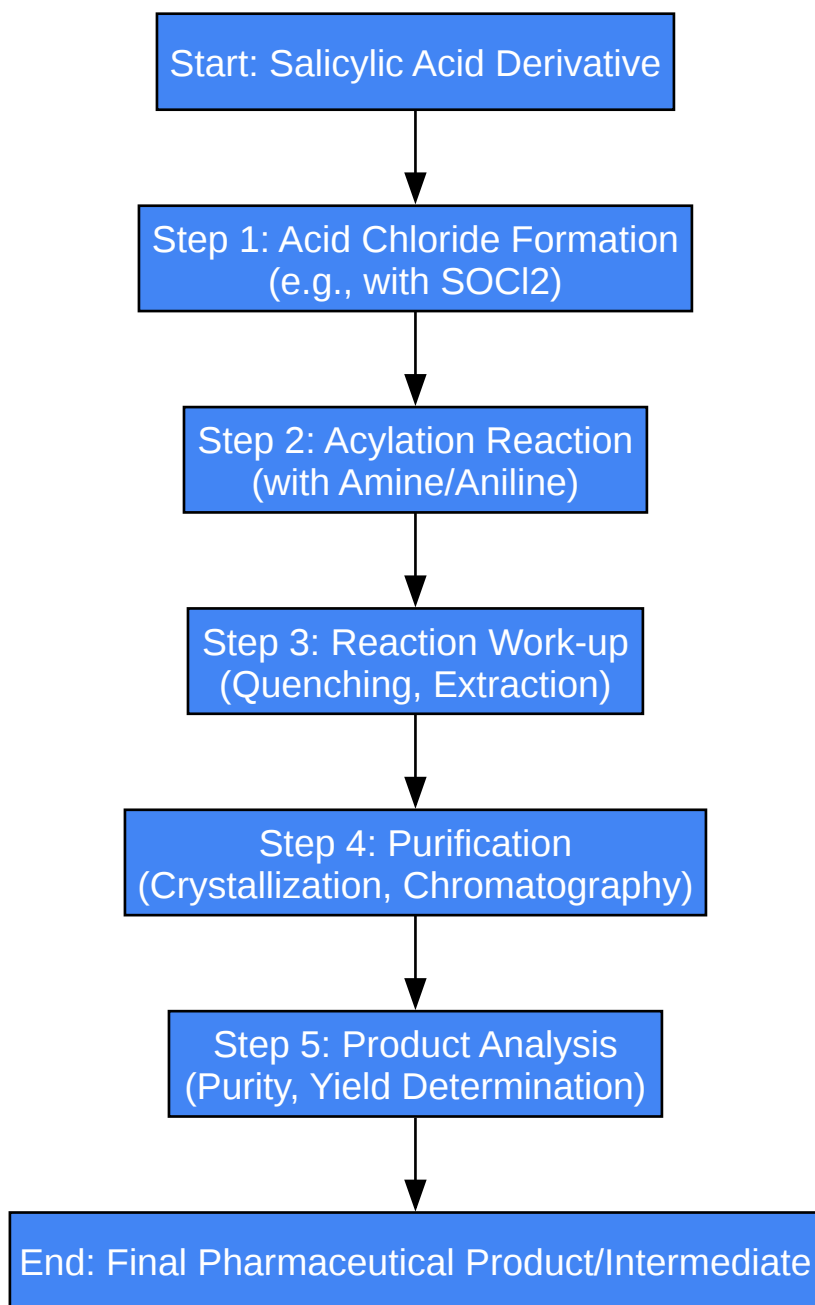 Start: Salicylic Acid Derivative
Step 1: Acid Chloride Formation
(e.g., with SOCl2)
Step 2: Acylation Reaction
(with Amine/Aniline)
Step 3: Reaction Work-up
(Quenching, Extraction)
Step 4: Purification
(Crystallization, Chromatography)
Step 5: Product Analysis
(Purity, Yield Determination)
End: Final Pharmaceutical Product/Intermediate